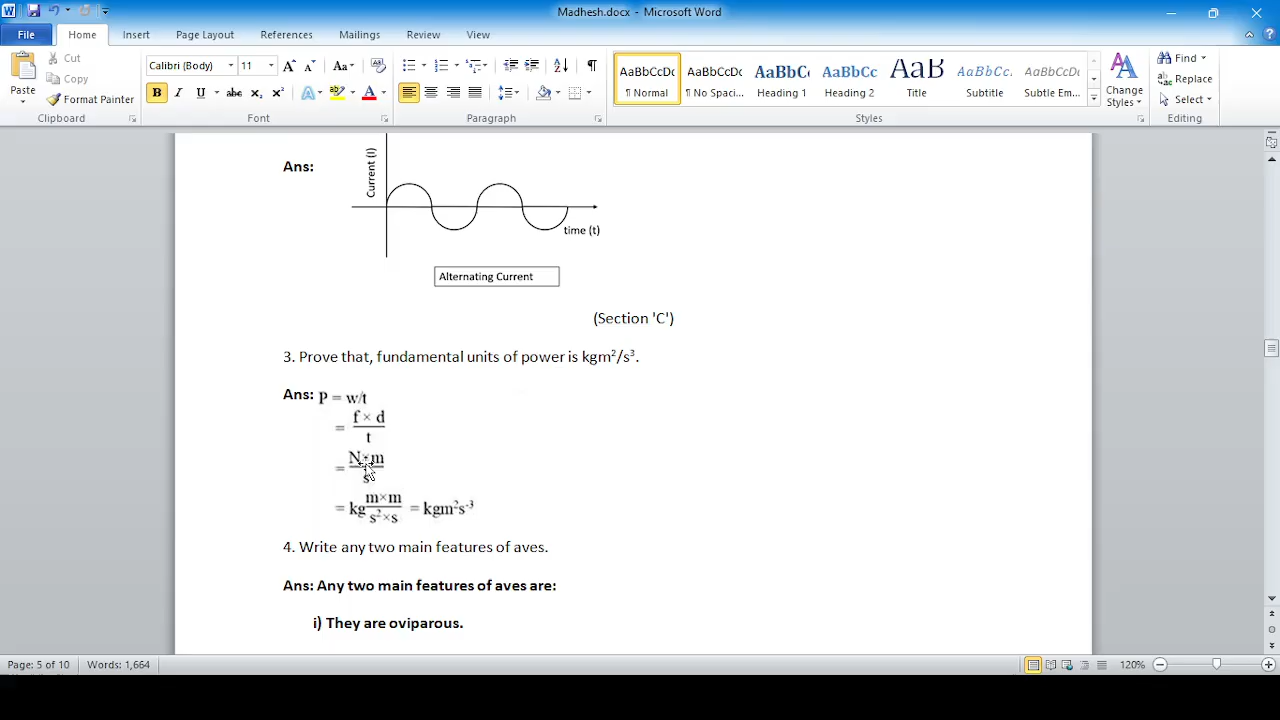 Madhesh.docx - Microsoft Word
File Home Insert Page Layout References Mailings Review View
Paste
Cut
Copy
Format Painter
Clipboard
Calibri (Body) 11
Font
Paragraph
AaBbCcDc AaBbCcDc AaBbC AaBbCc AaB AaBbCc. AaBbCcDc
¶ Normal ¶ No Spaci... Heading 1 Heading 2 Title Subtitle Subtle Em...
Change Styles
Styles
Find
Replace
Select
Editing
Ans:
Current (I)
time (t)
Alternating Current
(Section 'C')
3. Prove that, fundamental units of power is kgm²/s³.
Ans: P = w/t
= f × d / t
= N×m / s
= kg m×m / s²×s = kgm²s⁻³
4. Write any two main features of aves.
Ans: Any two main features of aves are:
i) They are oviparous.
Page: 5 of 10 Words: 1,664 120%